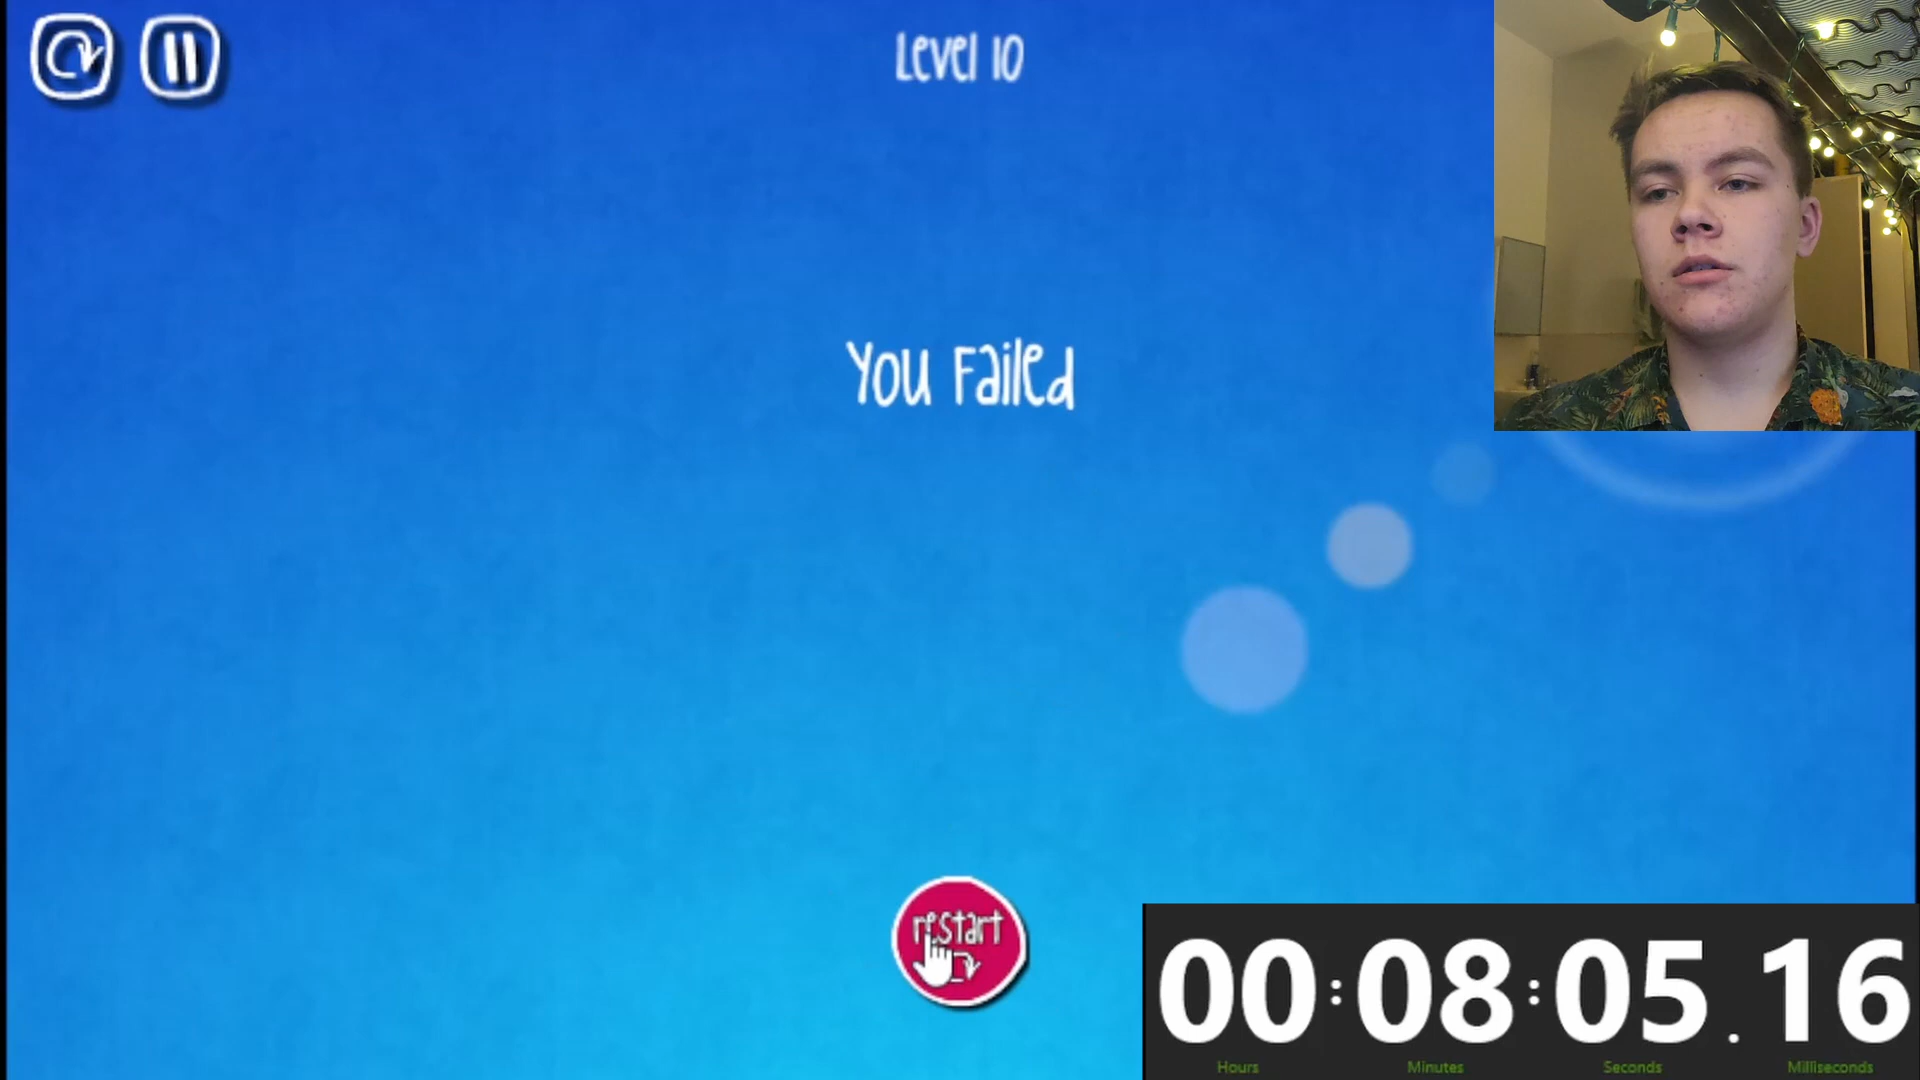 Level 10
You Failed
restart
00:08:05.16
Hours Minutes Seconds Milliseconds